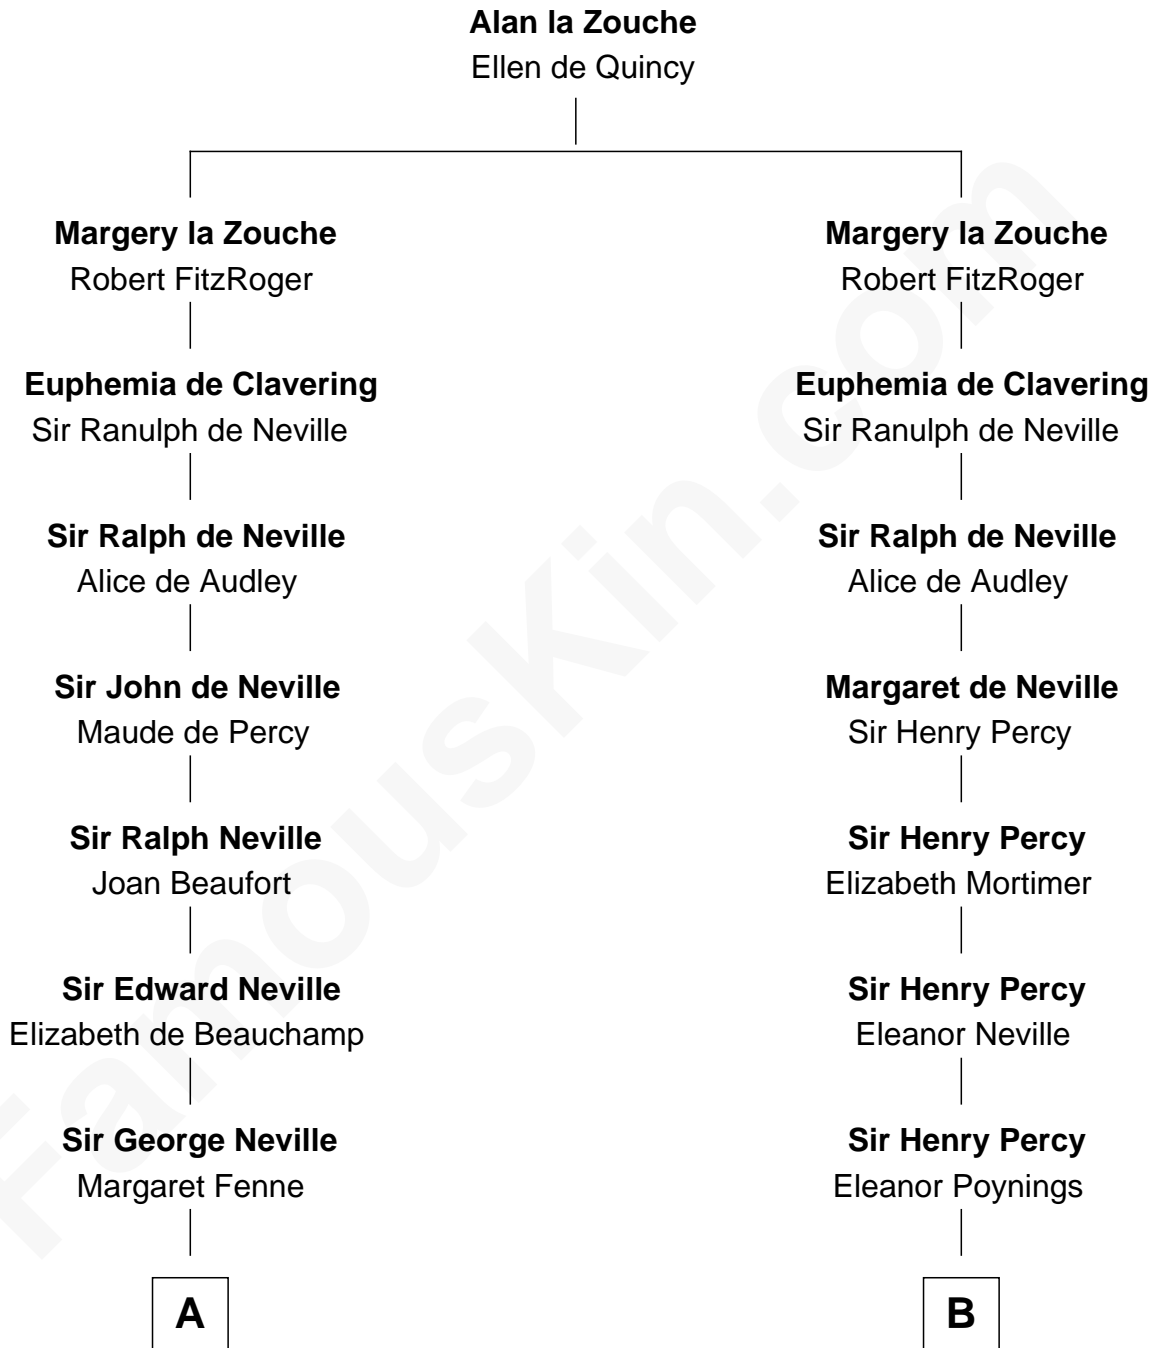 Alan la Zouche
Ellen de Quincy
Margery la Zouche
Robert FitzRoger
Euphemia de Clavering
Sir Ranulph de Neville
Sir Ralph de Neville
Alice de Audley
Sir John de Neville
Maude de Percy
Sir Ralph Neville
Joan Beaufort
Sir Edward Neville
Elizabeth de Beauchamp
Sir George Neville
Margaret Fenne
A
Margery la Zouche
Robert FitzRoger
Euphemia de Clavering
Sir Ranulph de Neville
Sir Ralph de Neville
Alice de Audley
Margaret de Neville
Sir Henry Percy
Sir Henry Percy
Elizabeth Mortimer
Sir Henry Percy
Eleanor Neville
Sir Henry Percy
Eleanor Poynings
B
FamousKin.com